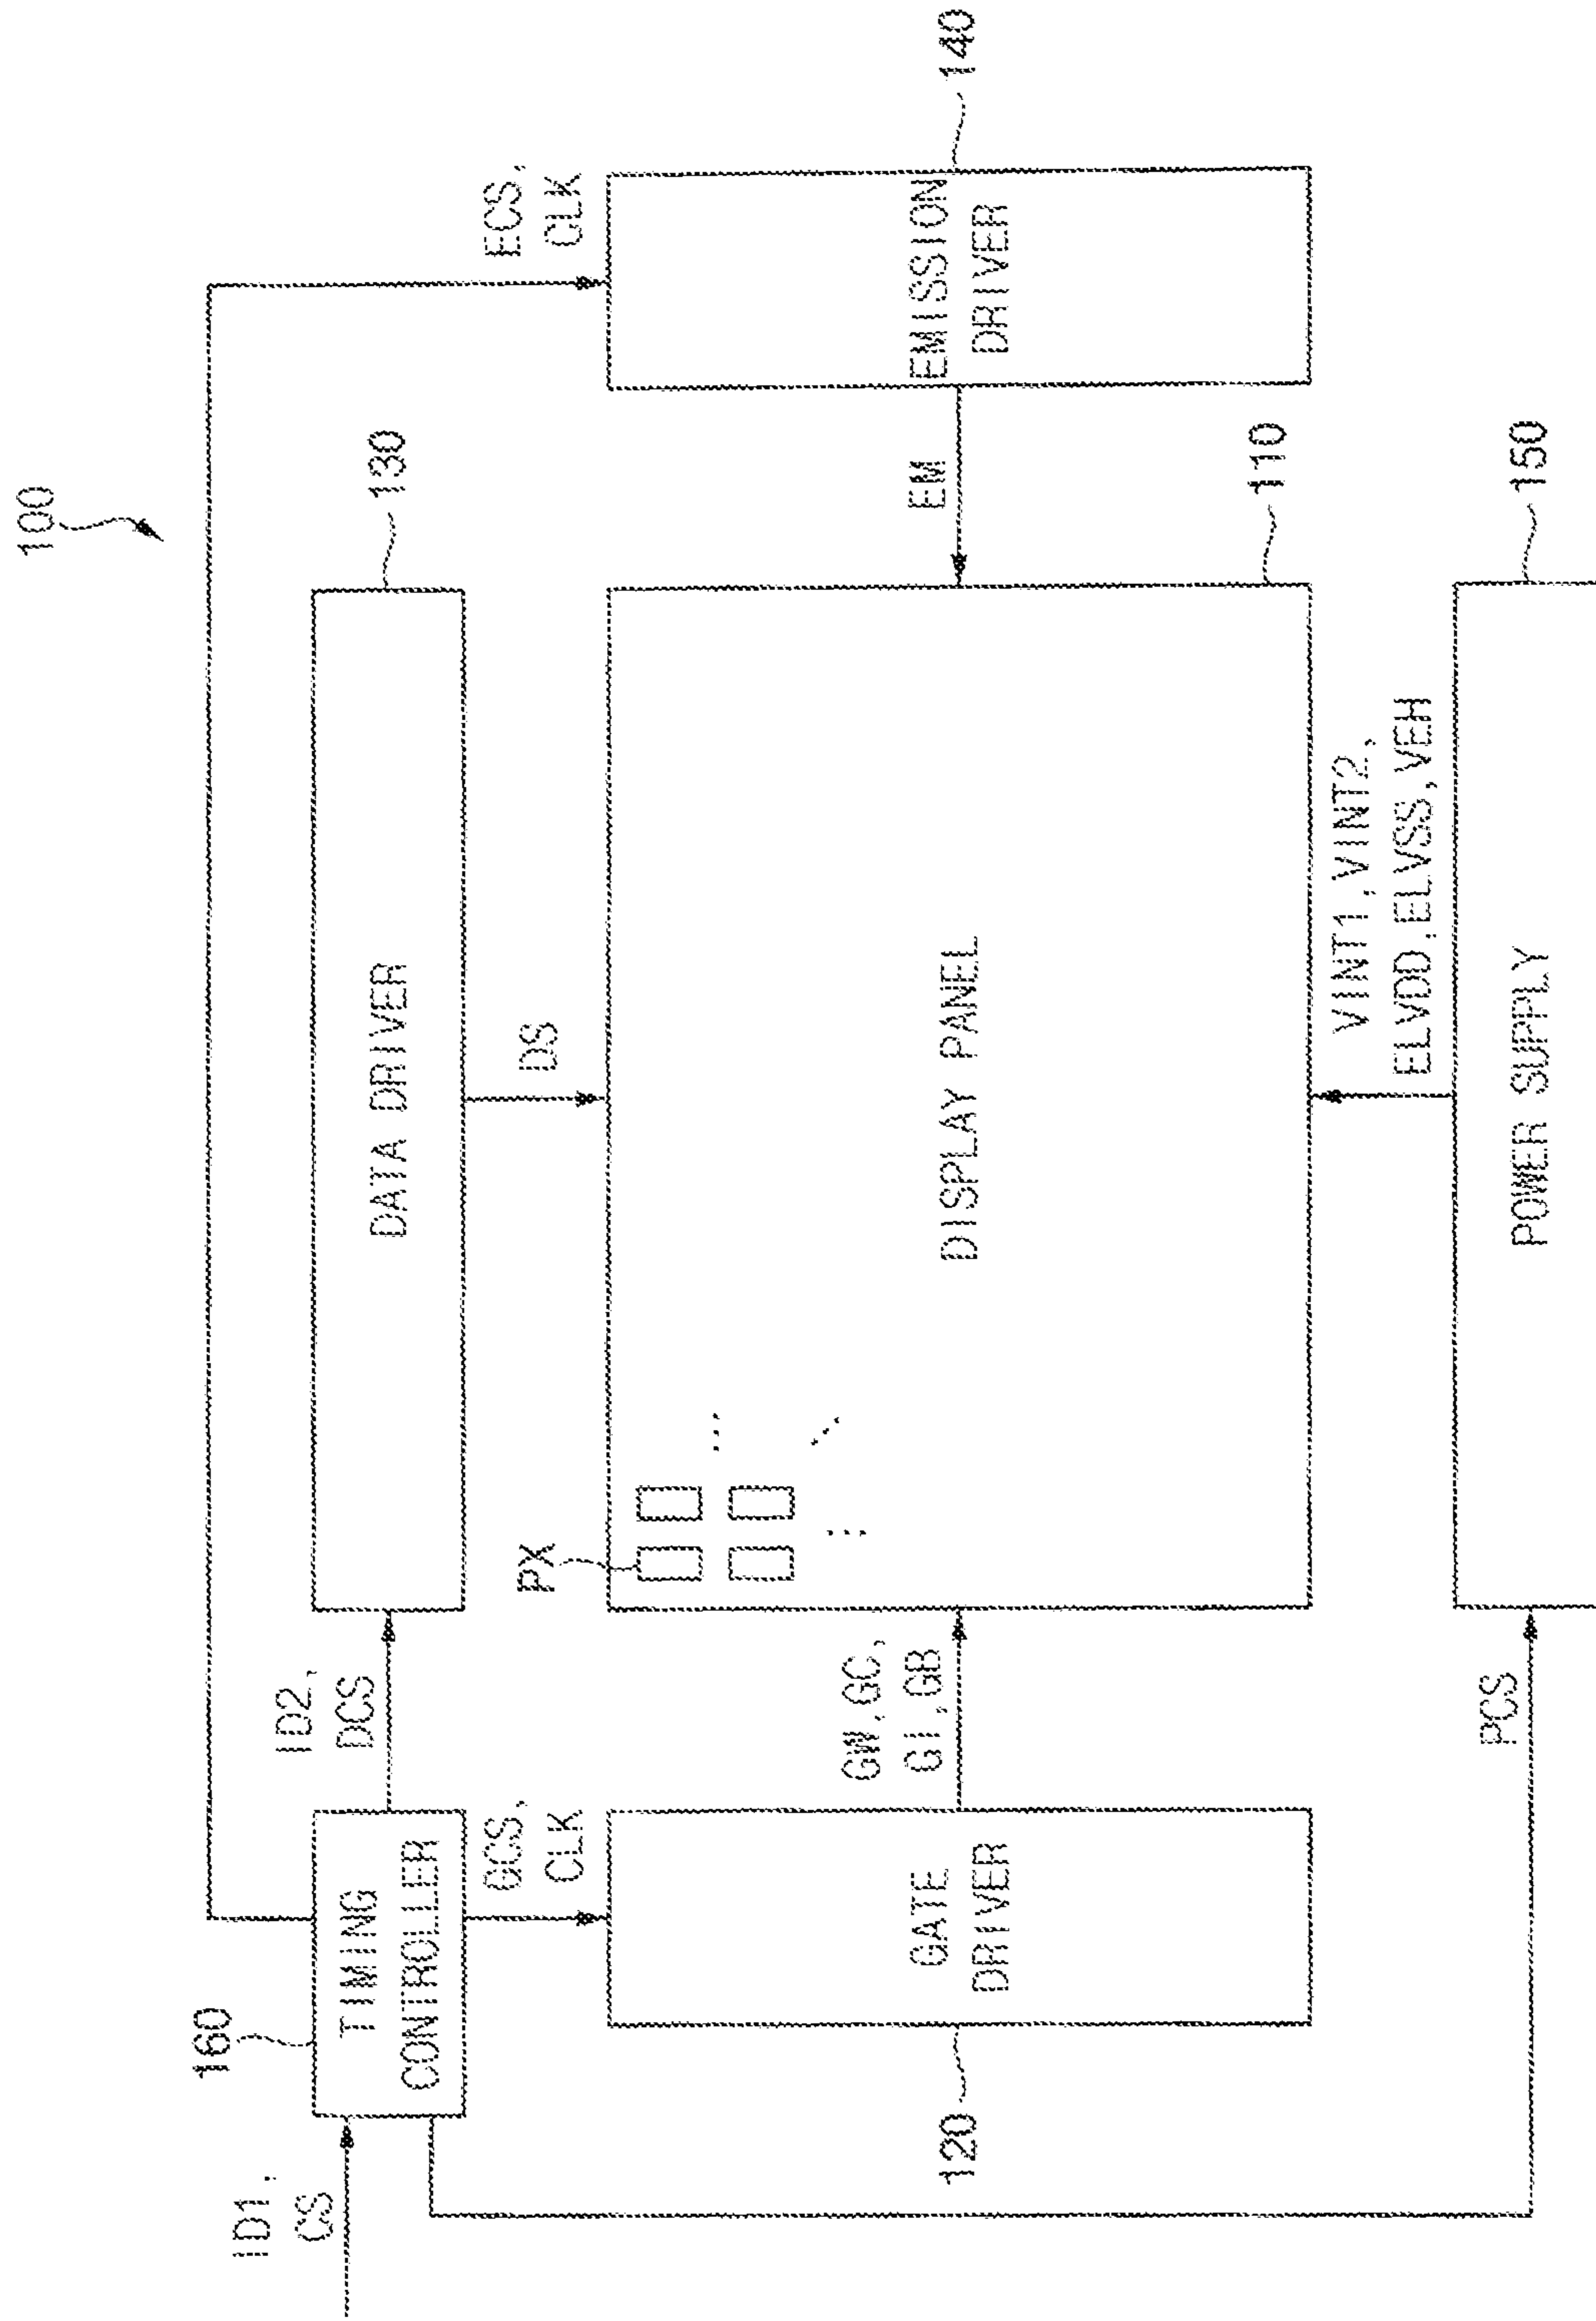 100
160
130
ID1,
CS
TIMING
CONTROLLER
ID2,
DCS
DATA DRIVER
GCS,
CLK
PX
DS
ECS,
CLK
GATE
DRIVER
120
GW,GC,
GI,GB
DISPLAY PANEL
EM
EMISSION
DRIVER
140
110
VINT1,VINT2,
ELVDD,ELVSS,VEH
PCS
POWER SUPPLY
150